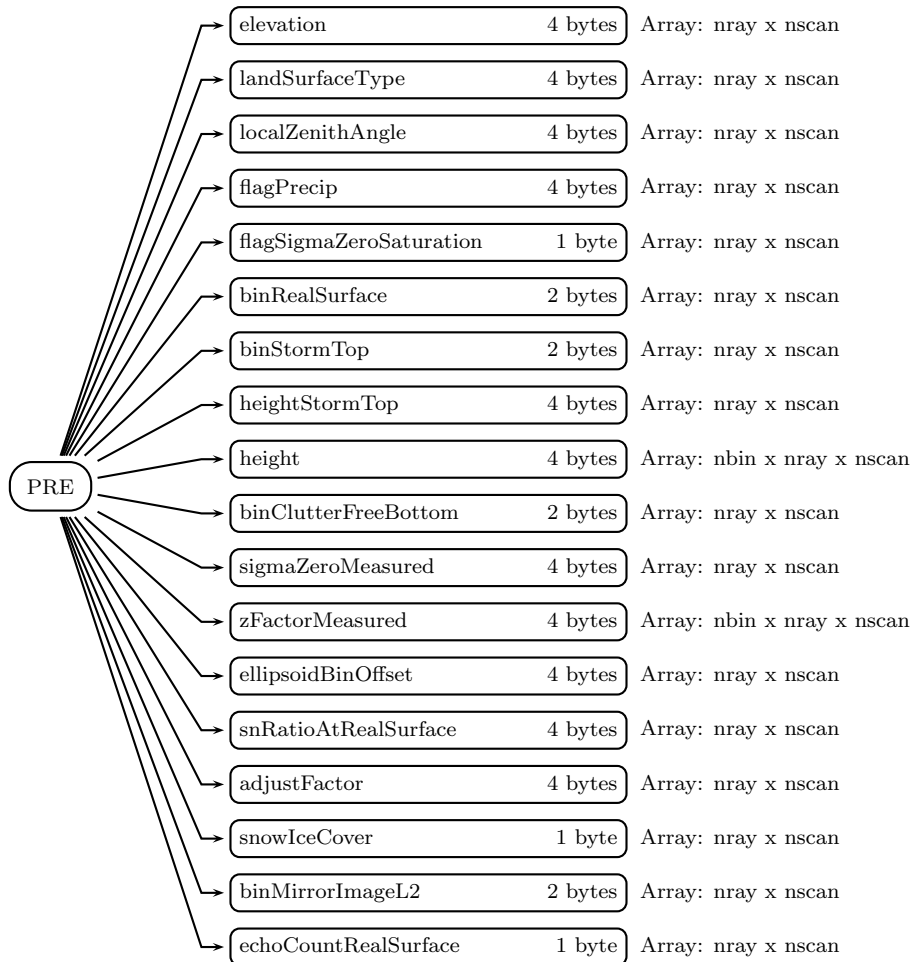 elevation 4 bytes Array: nray x nscan
landSurfaceType 4 bytes Array: nray x nscan
localZenithAngle 4 bytes Array: nray x nscan
flagPrecip 4 bytes Array: nray x nscan
flagSigmaZeroSaturation 1 byte Array: nray x nscan
binRealSurface 2 bytes Array: nray x nscan
binStormTop 2 bytes Array: nray x nscan
heightStormTop 4 bytes Array: nray x nscan
height 4 bytes Array: nbin x nray x nscan
PRE
binClutterFreeBottom 2 bytes Array: nray x nscan
sigmaZeroMeasured 4 bytes Array: nray x nscan
zFactorMeasured 4 bytes Array: nbin x nray x nscan
ellipsoidBinOffset 4 bytes Array: nray x nscan
snRatioAtRealSurface 4 bytes Array: nray x nscan
adjustFactor 4 bytes Array: nray x nscan
snowIceCover 1 byte Array: nray x nscan
binMirrorImageL2 2 bytes Array: nray x nscan
echoCountRealSurface 1 byte Array: nray x nscan